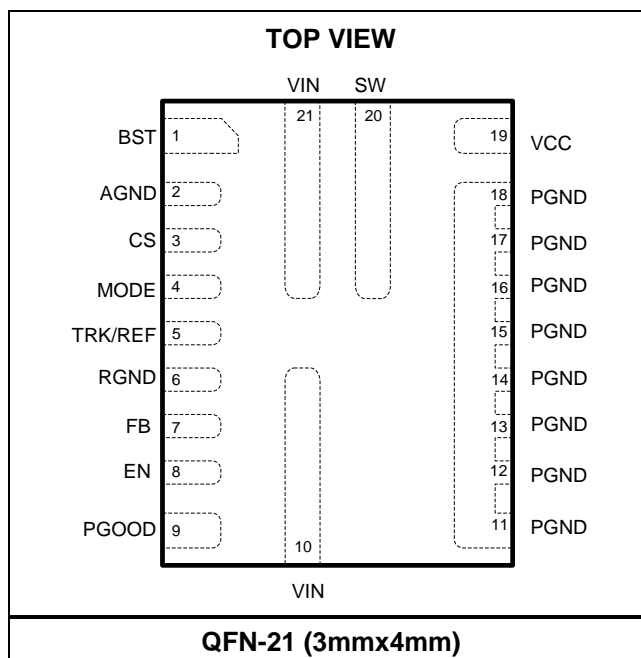 TOP VIEW
VIN SW
21 20
BST 1 19 VCC
AGND 2 18 PGND
CS 3 17 PGND
MODE 4 16 PGND
TRK/REF 5 15 PGND
RGND 6 14 PGND
FB 7 13 PGND
EN 8 12 PGND
PGOOD 9 11 PGND
10
VIN
QFN-21 (3mmx4mm)